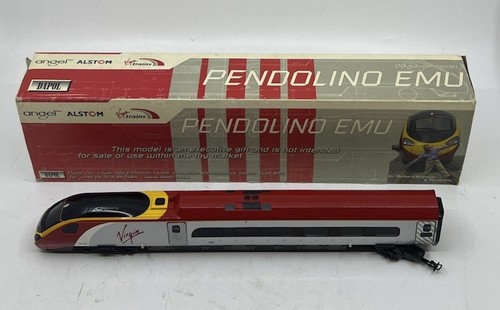 angel ALSTOM Virgin trains
DAPOL
PENDOLINO EMU
angel ALSTOM Virgin trains
PENDOLINO EMU
This model is an executive gift and is not intended
for sale or use within the toy market.
DAPOL
Virgin